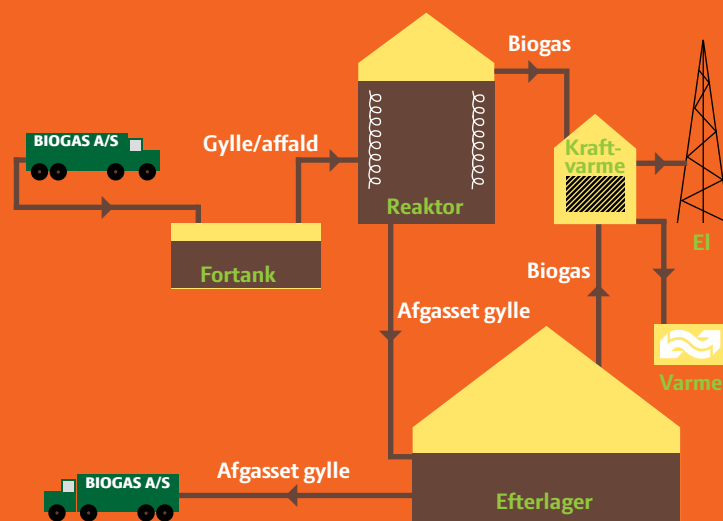 Biogas
BIOGAS A/S
Gylle/affald
Kraft-
varme
Reaktor
El
Fortank
Biogas
Afgasset gylle
Varme
Afgasset gylle
BIOGAS A/S
Efterlager